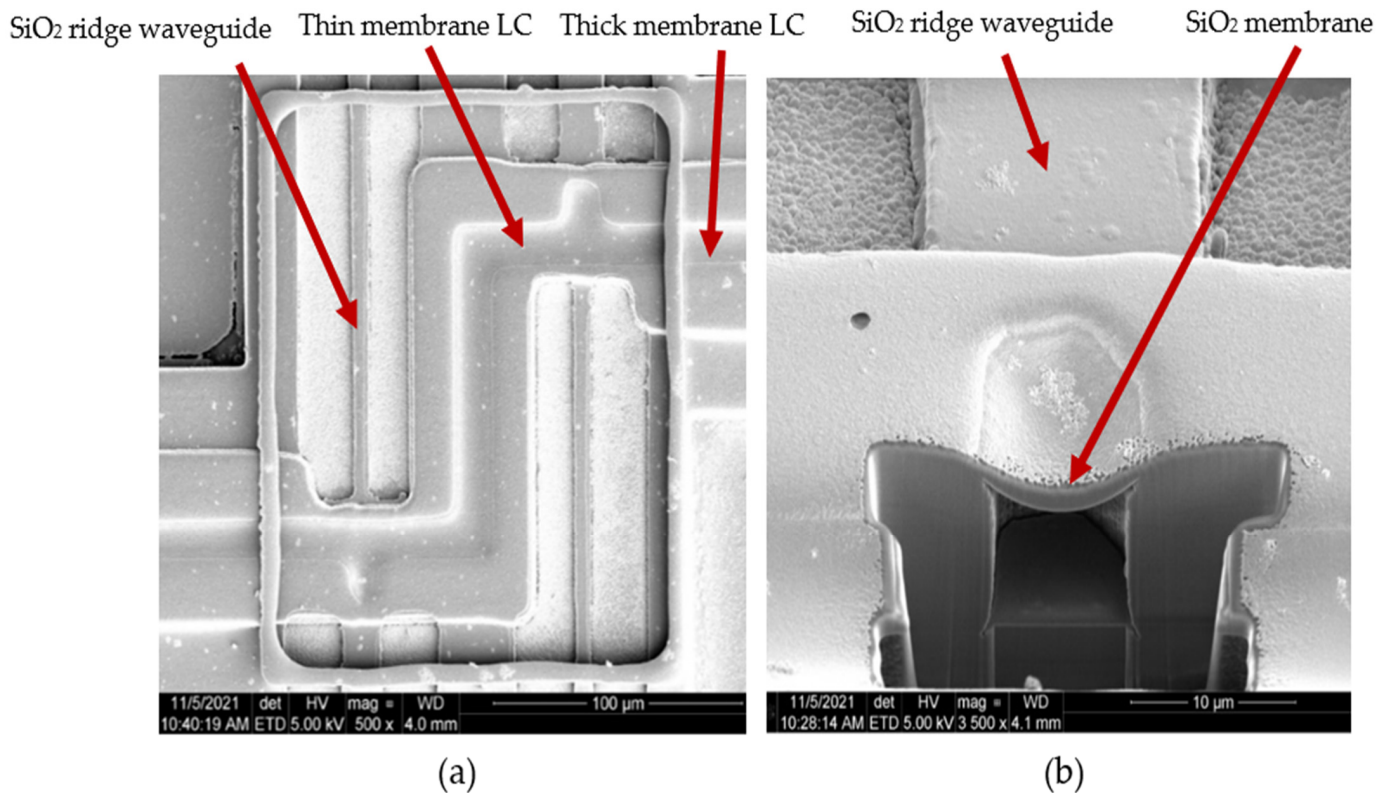 SiO₂ ridge waveguide Thin membrane LC Thick membrane LC SiO₂ ridge waveguide SiO₂ membrane
11/5/2021 det HV mag WD 100 µm
10:40:19 AM ETD 5.00 kV 500 x 4.0 mm
11/5/2021 det HV mag WD 10 µm
10:28:14 AM ETD 5.00 kV 3 500 x 4.1 mm
(a) (b)